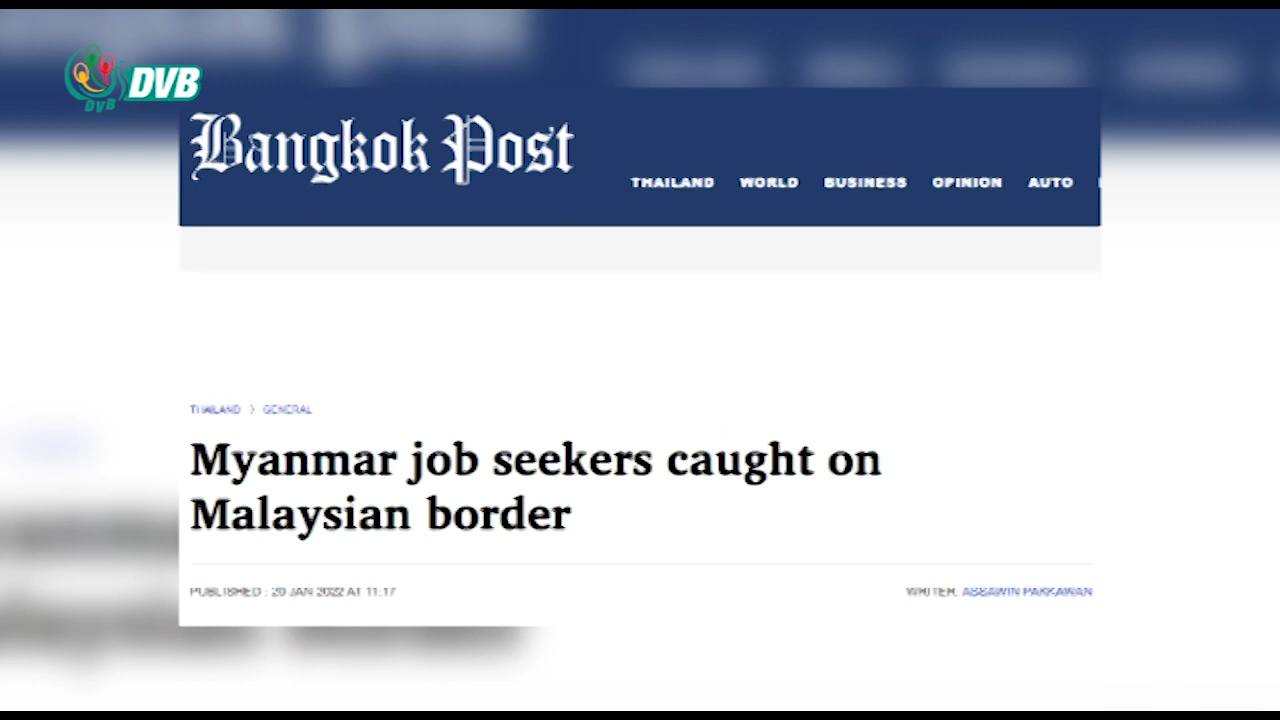 DVB
DVB
Bangkok Post
THAILAND WORLD BUSINESS OPINION AUTO
THAILAND > GENERAL
Myanmar job seekers caught on
Malaysian border
PUBLISHED : 20 JAN 2022 AT 11:17
WRITER: ASSAWIN PAKKAWAN